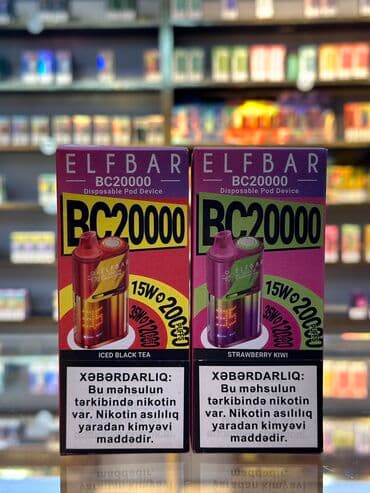 ELFBAR
BC20000
Disposable Pod Device
BC20000
15W
ICED BLACK TEA
XƏBƏRDARLIQ:
Bu məhsulun
tərkibində nikotin
var. Nikotin asılılıq
yaradan kimyəvi
maddədir.
ELFBAR
BC20000
Disposable Pod Device
BC20000
ELFBAR
15W
STRAWBERRY KIWI
XƏBƏRDARLIQ:
Bu məhsulun
tərkibində nikotin
var. Nikotin asılılıq
yaradan kimyəvi
maddədir.